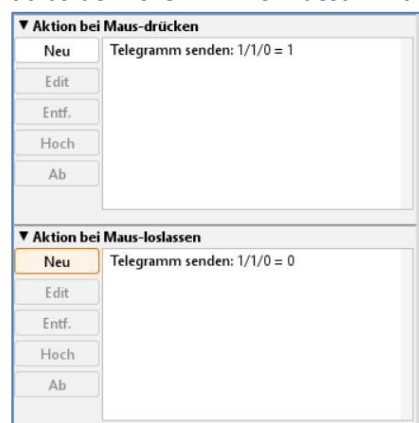 ▼ Aktion bei Maus-drücken
Neu
Telegramm senden: 1/1/0 = 1
Edit
Entf.
Hoch
Ab
▼ Aktion bei Maus-loslassen
Neu
Telegramm senden: 1/1/0 = 0
Edit
Entf.
Hoch
Ab